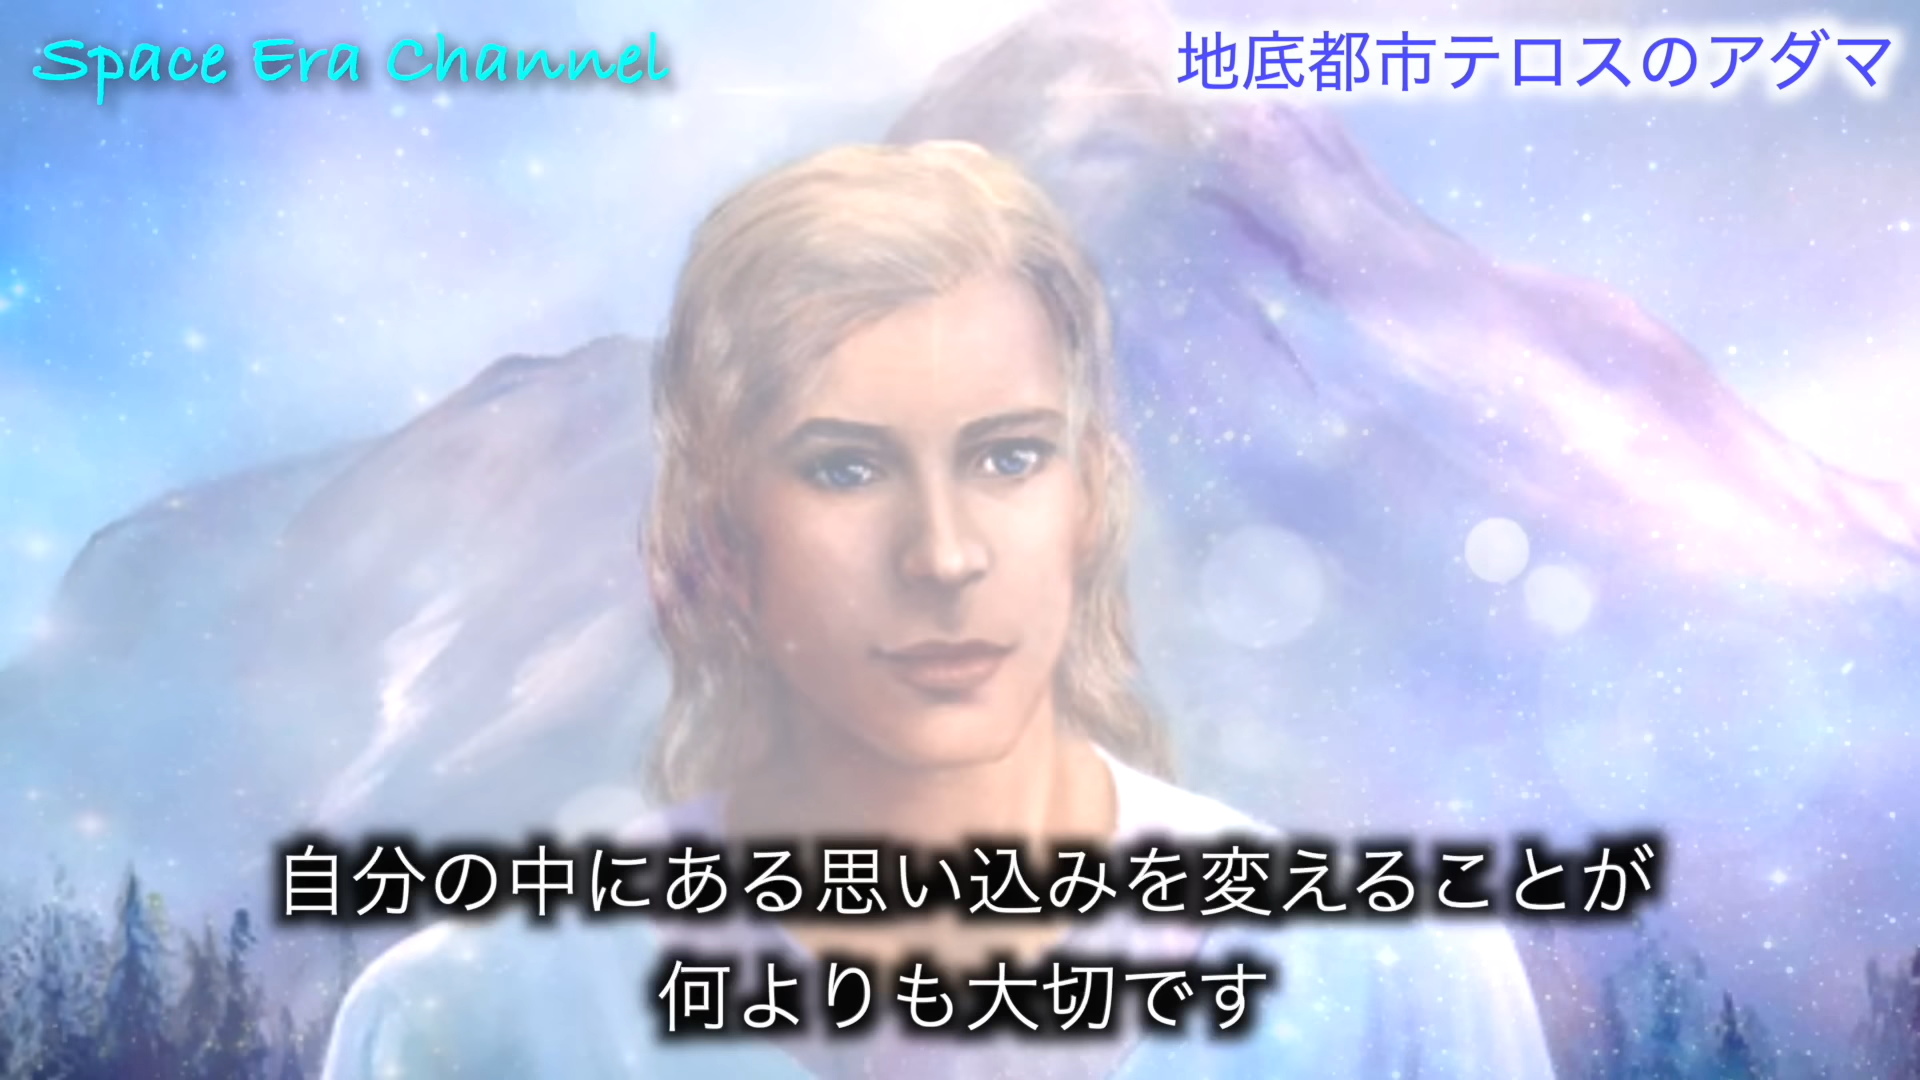 Space Era Channel
地底都市テロスのアダマ
自分の中にある思い込みを変えることが
何よりも大切です